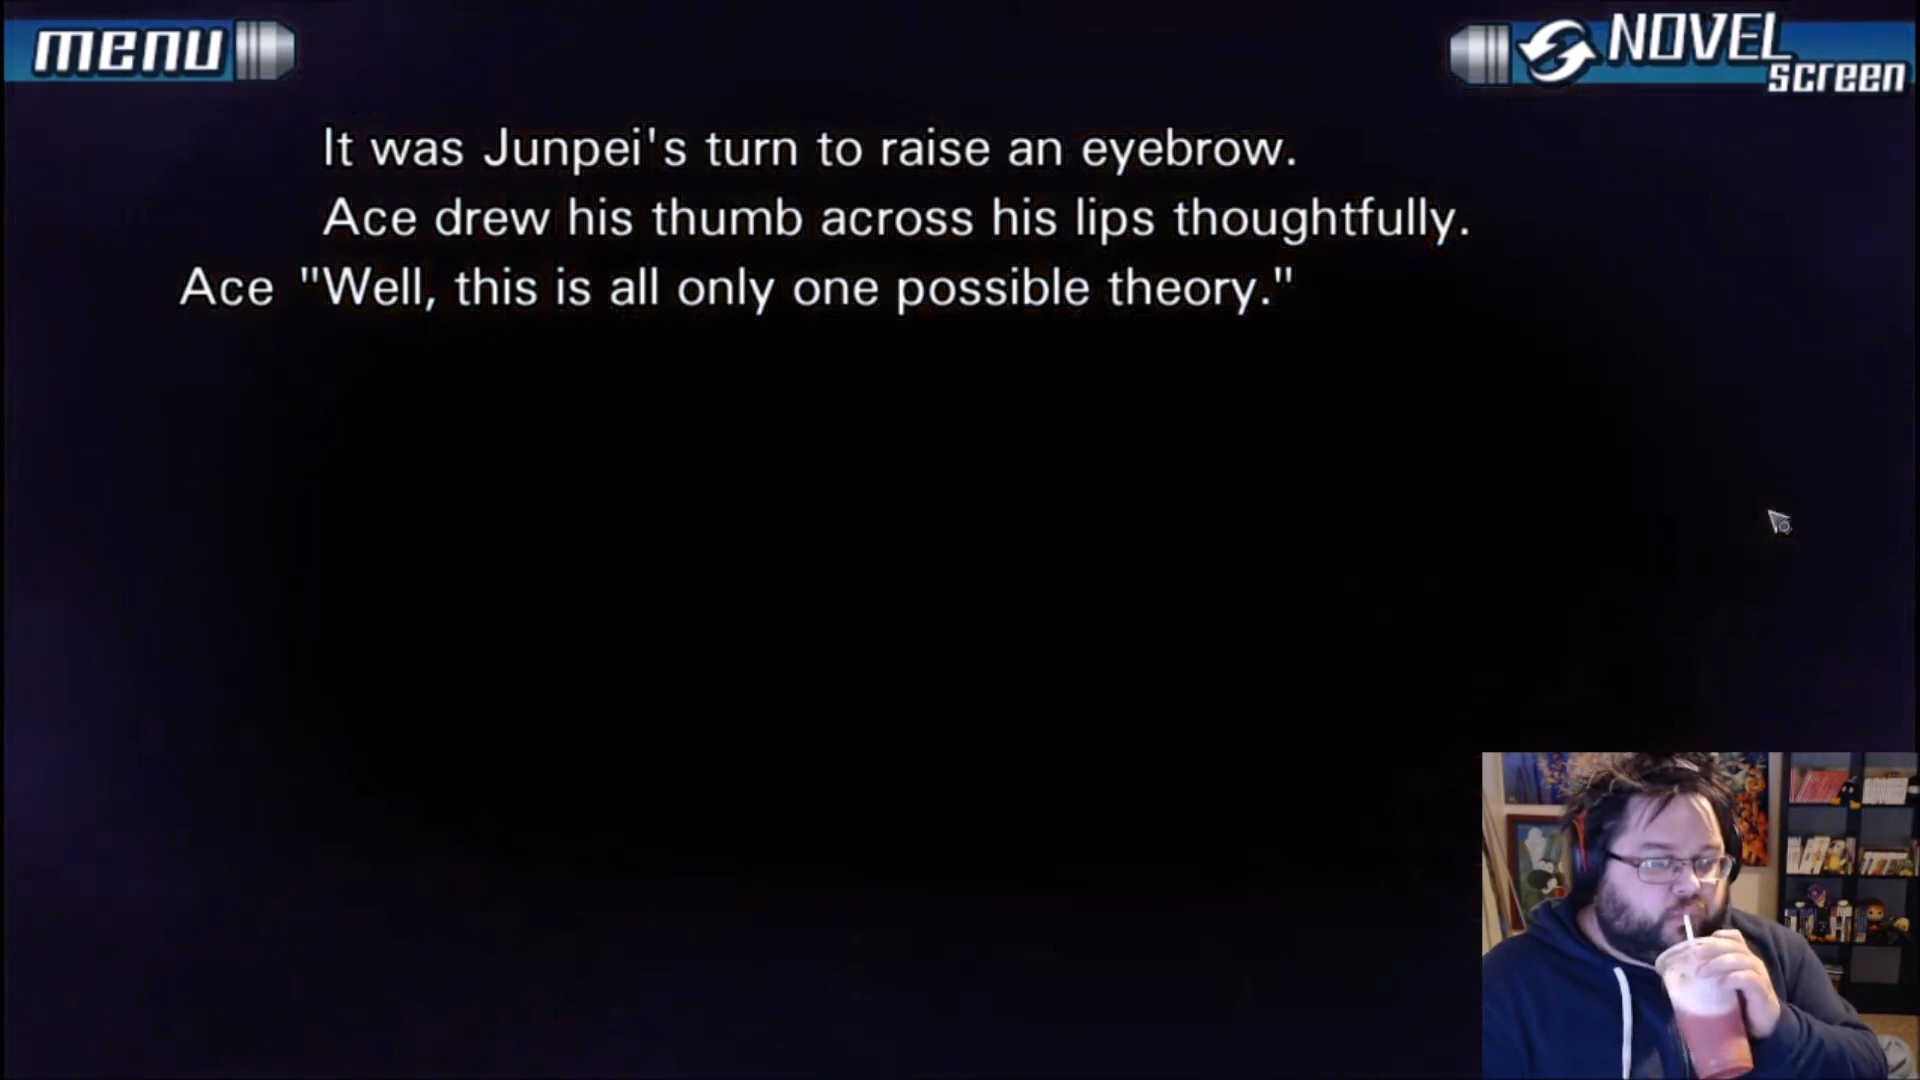 menu
NOVEL
screen
It was Junpei's turn to raise an eyebrow.
Ace drew his thumb across his lips thoughtfully.
Ace "Well, this is all only one possible theory."